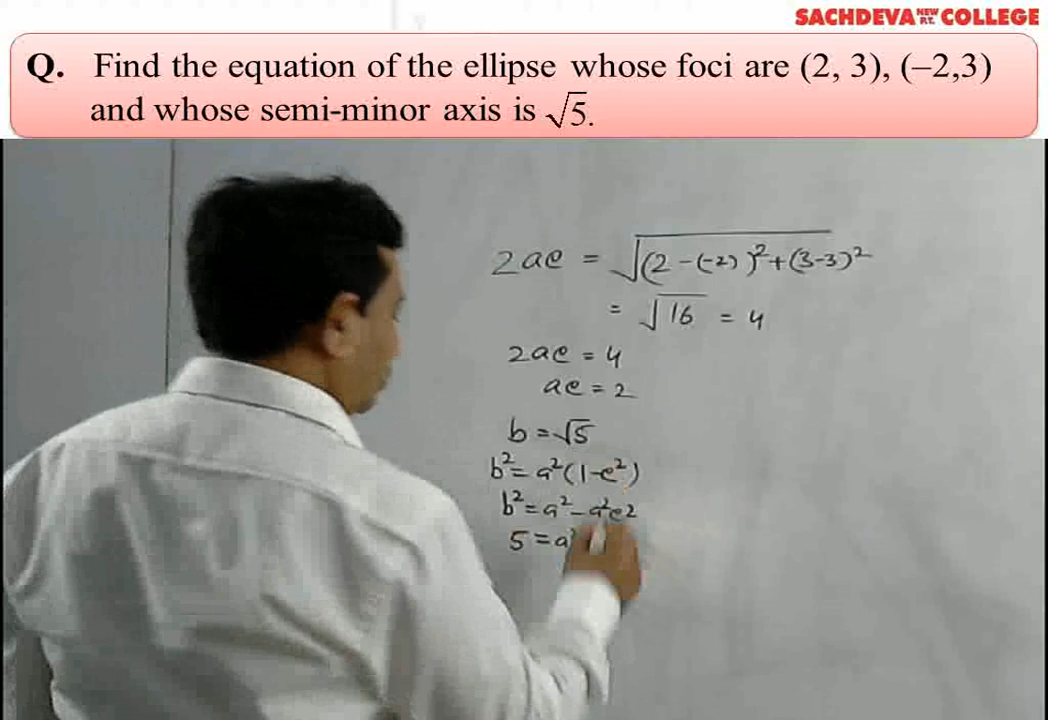 SACHDEVA NEW P.T. COLLEGE
Q. Find the equation of the ellipse whose foci are (2, 3), (–2,3)
and whose semi-minor axis is √5.
2ae = √(2-(-2))²+(3-3)²
= √16 = 4
2ae = 4
ae = 2
b = √5
b² = a²(1-e²)
b² = a² - a²e2
5 = a²